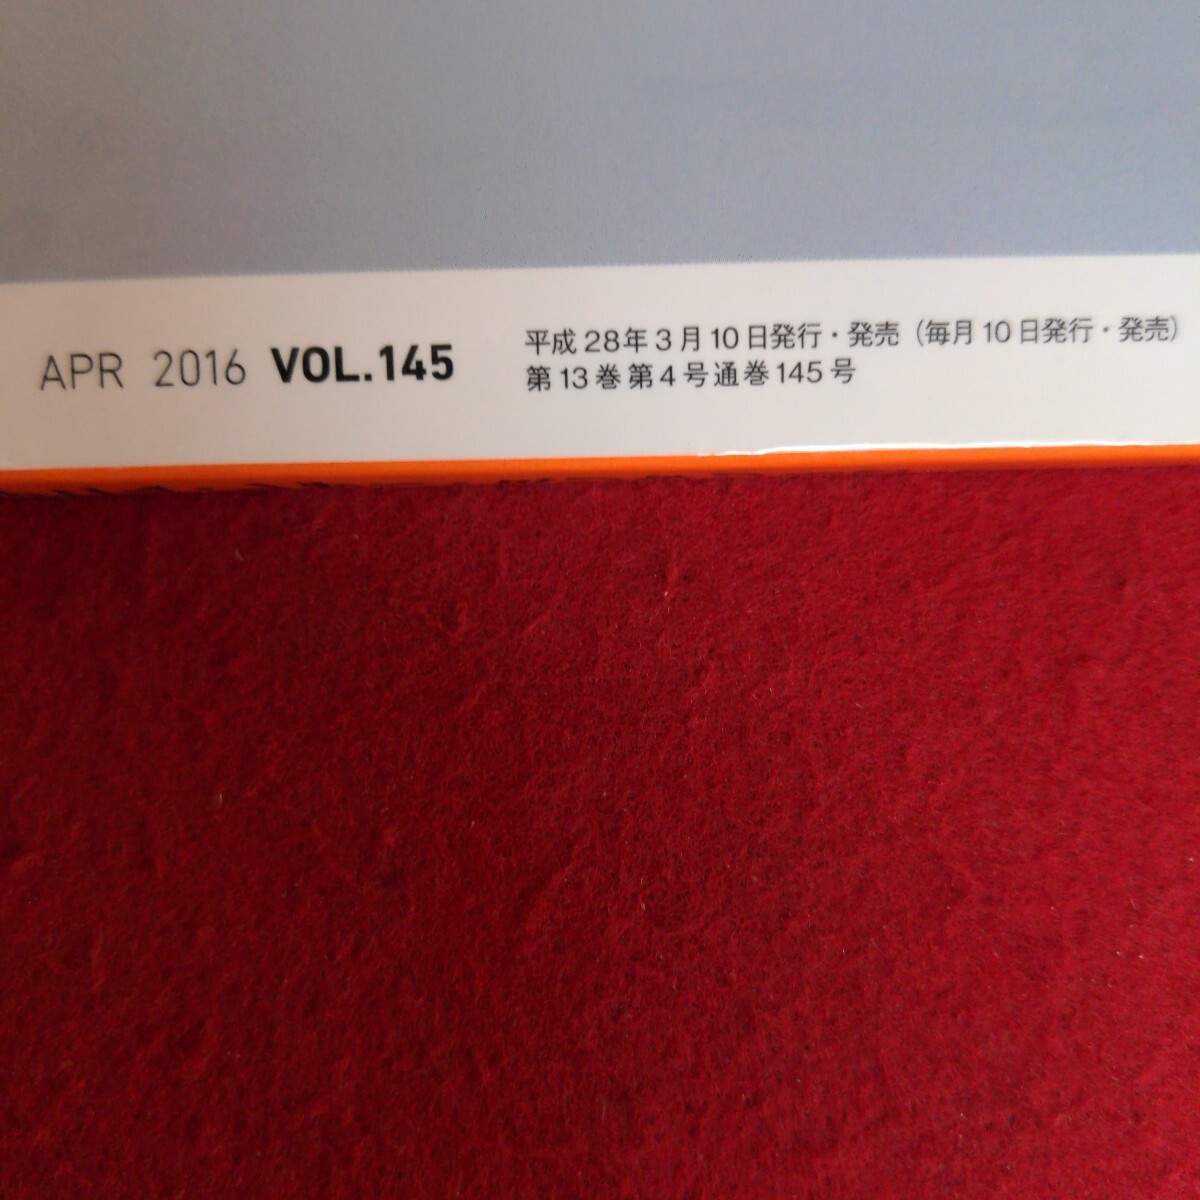 APR 2016 VOL.145
平成28年3月10日発行・発売（毎月10日発行・発売）
第13巻第4号通巻145号